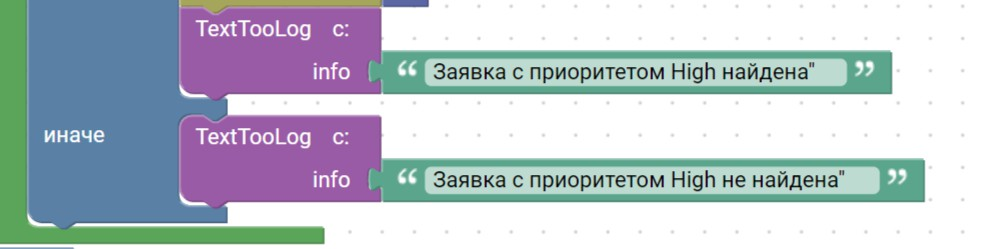 TextTooLog с:
info “ Заявка с приоритетом High найдена" ”
иначе TextTooLog с:
info “ Заявка с приоритетом High не найдена" ”